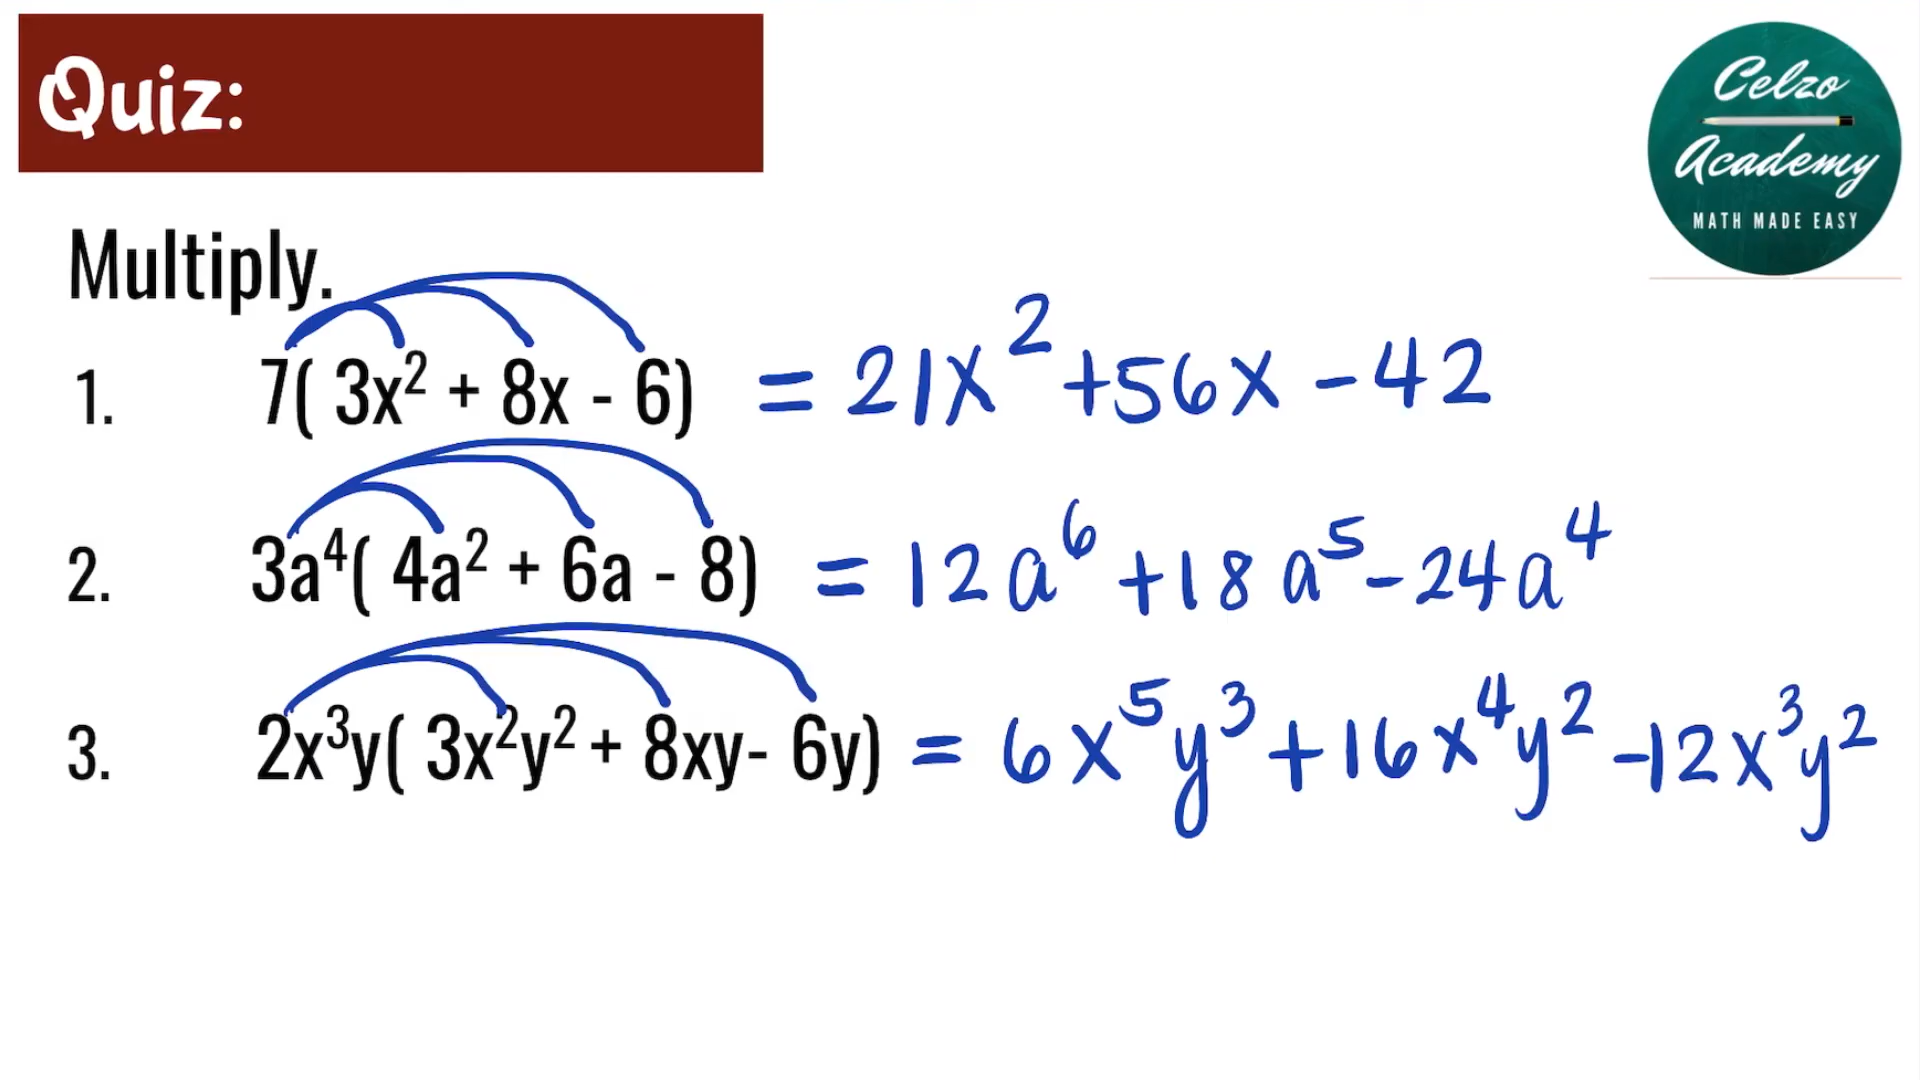 Quiz:
Celzo
Academy
MATH MADE EASY
Multiply.
1. 7( 3x² + 8x - 6) = 21x² +56x -42
2. 3a⁴( 4a² + 6a - 8) = 12a⁶ +18a⁵ -24a⁴
3. 2x³y( 3x²y² + 8xy- 6y) = 6x⁵y³ +16x⁴y² -12x³y²